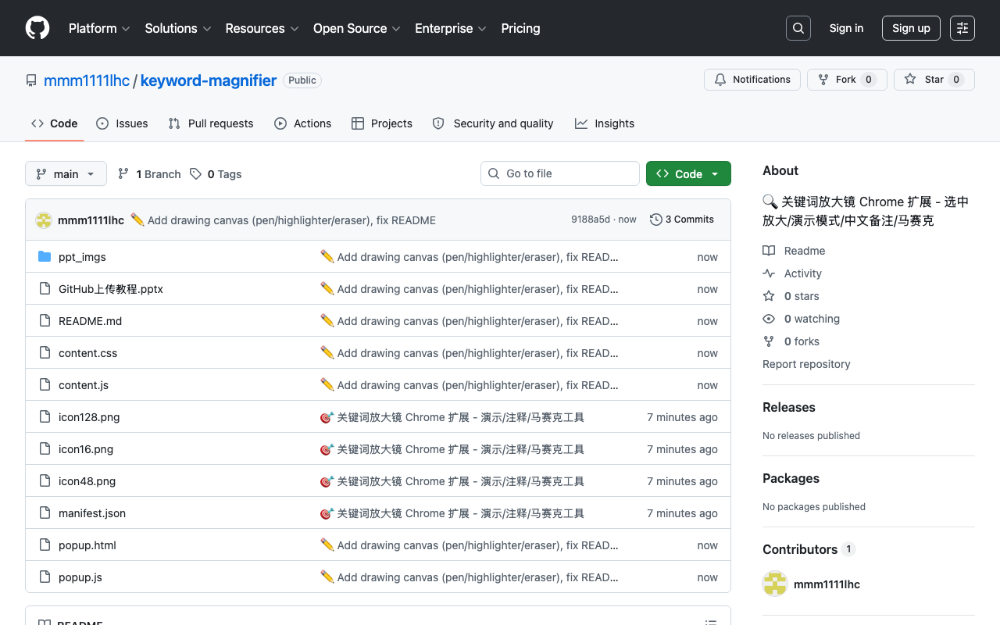 Platform Solutions Resources Open Source Enterprise Pricing Sign in Sign up
mmm1111lhc / keyword-magnifier Public Notifications Fork 0 Star 0
Code Issues Pull requests Actions Projects Security and quality Insights
main 1 Branch 0 Tags Go to file Code
mmm1111lhc ✏️ Add drawing canvas (pen/highlighter/eraser), fix README 9188a5d · now 3 Commits
ppt_imgs ✏️ Add drawing canvas (pen/highlighter/eraser), fix READ... now
GitHub上传教程.pptx ✏️ Add drawing canvas (pen/highlighter/eraser), fix READ... now
README.md ✏️ Add drawing canvas (pen/highlighter/eraser), fix READ... now
content.css ✏️ Add drawing canvas (pen/highlighter/eraser), fix READ... now
content.js ✏️ Add drawing canvas (pen/highlighter/eraser), fix READ... now
icon128.png 🎯 关键词放大镜 Chrome 扩展 - 演示/注释/马赛克工具 7 minutes ago
icon16.png 🎯 关键词放大镜 Chrome 扩展 - 演示/注释/马赛克工具 7 minutes ago
icon48.png 🎯 关键词放大镜 Chrome 扩展 - 演示/注释/马赛克工具 7 minutes ago
manifest.json 🎯 关键词放大镜 Chrome 扩展 - 演示/注释/马赛克工具 7 minutes ago
popup.html ✏️ Add drawing canvas (pen/highlighter/eraser), fix READ... now
popup.js ✏️ Add drawing canvas (pen/highlighter/eraser), fix READ... now
README
About
🔍 关键词放大镜 Chrome 扩展 - 选中
放大/演示模式/中文备注/马赛克
Readme
Activity
0 stars
0 watching
0 forks
Report repository
Releases
No releases published
Packages
No packages published
Contributors 1
mmm1111lhc